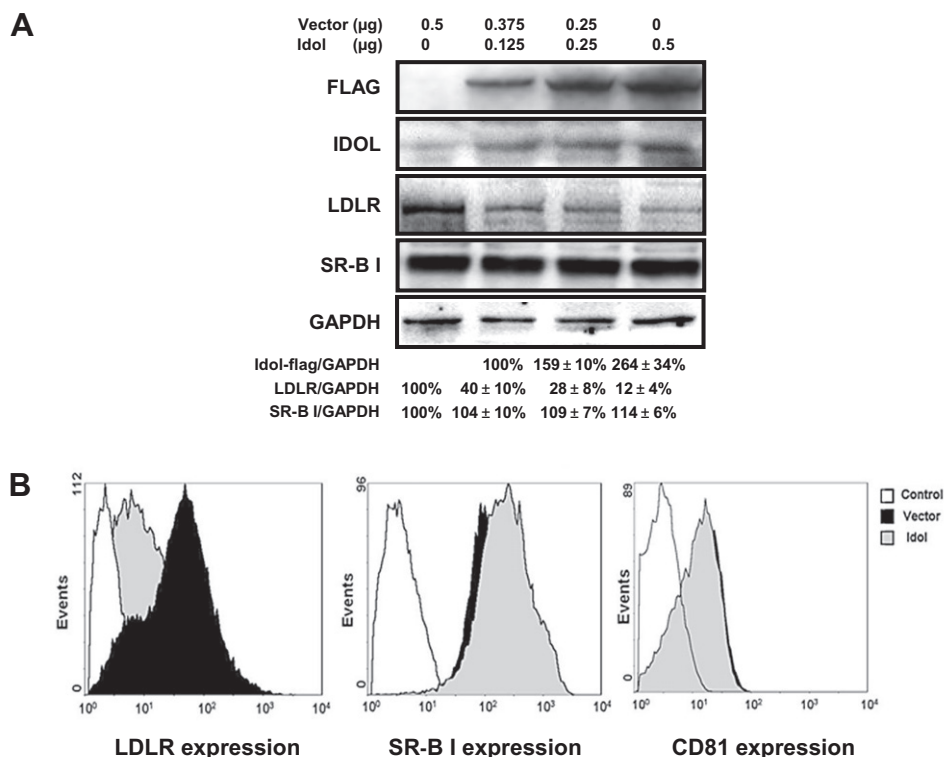 A
Vector (µg) 0.5 0.375 0.25 0
Idol (µg) 0 0.125 0.25 0.5
FLAG
IDOL
LDLR
SR-B I
GAPDH
Idol-flag/GAPDH 100% 159 ± 10% 264 ± 34%
LDLR/GAPDH 100% 40 ± 10% 28 ± 8% 12 ± 4%
SR-B I/GAPDH 100% 104 ± 10% 109 ± 7% 114 ± 6%
B
112
Events
0
10⁰ 10¹ 10² 10³ 10⁴
LDLR expression
96
Events
0
10⁰ 10¹ 10² 10³ 10⁴
SR-B I expression
89
Events
0
10⁰ 10¹ 10² 10³ 10⁴
CD81 expression
Control
Vector
Idol